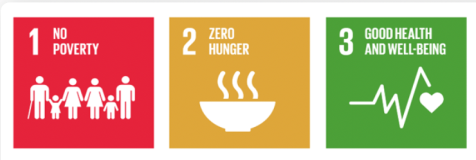 1 NO
POVERTY
2 ZERO
HUNGER
3 GOOD HEALTH
AND WELL-BEING